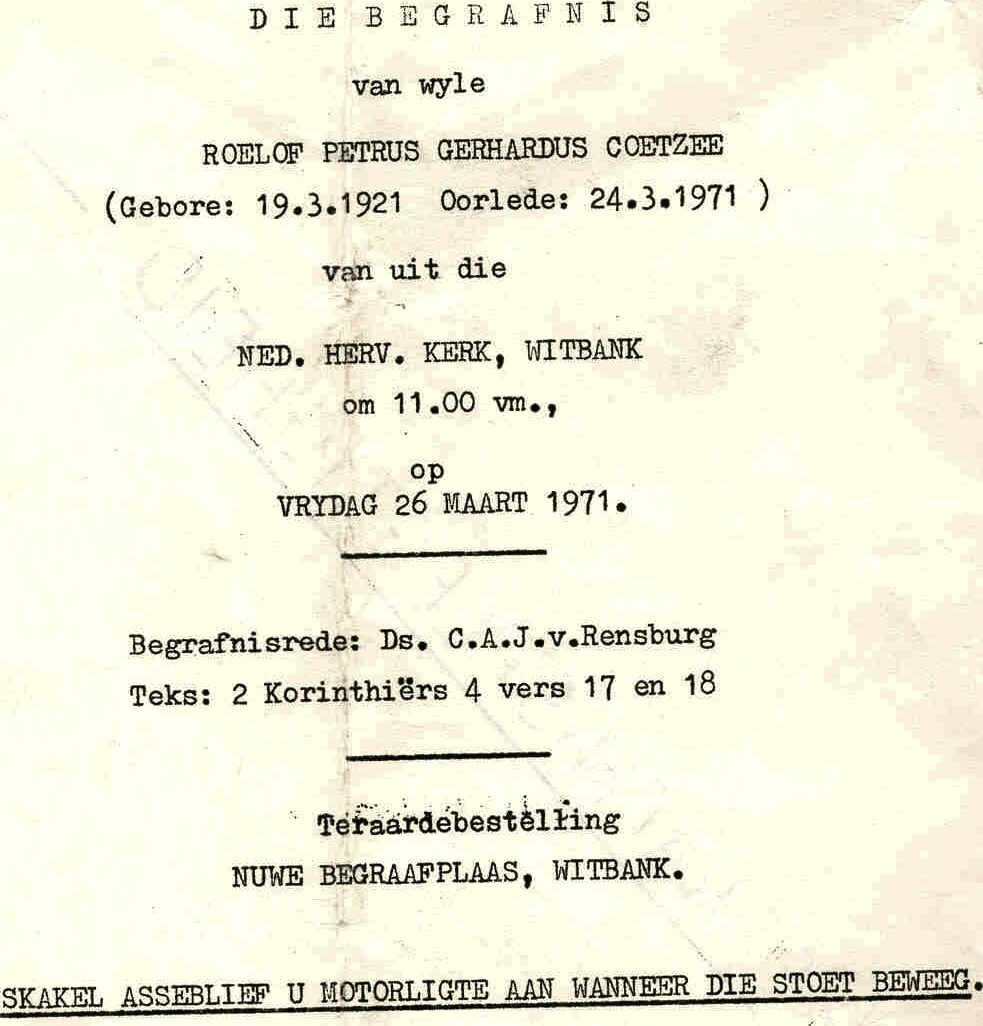 DIE BEGRAFNIS
van wyle
ROELOF PETRUS GERHARDUS COETZEE
(Gebore: 19.3.1921 Oorlede: 24.3.1971 )
van uit die
NED. HERV. KERK, WITBANK
om 11.00 vm.,
op
VRYDAG 26 MAART 1971.
Begrafnisrede: Ds. C.A.J.v.Rensburg
Teks: 2 Korinthiërs 4 vers 17 en 18
Teraardebestelling
NUWE BEGRAAFPLAAS, WITBANK.
SKAKEL ASSEBLIEF U MOTORLIGTE AAN WANNEER DIE STOET BEWEEG.